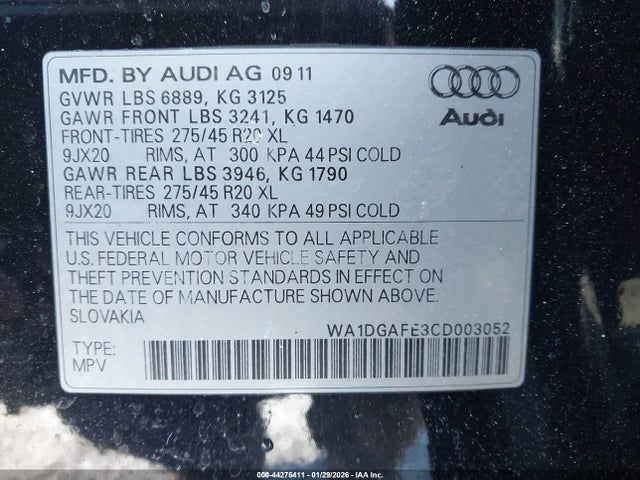 MFD. BY AUDI AG 09 11
GVWR LBS 6889, KG 3125
GAWR FRONT LBS 3241, KG 1470
FRONT-TIRES 275/45 R20 XL
9JX20 RIMS, AT 300 KPA 44 PSI COLD
GAWR REAR LBS 3946, KG 1790
REAR-TIRES 275/45 R20 XL
9JX20 RIMS, AT 340 KPA 49 PSI COLD
Audi
THIS VEHICLE CONFORMS TO ALL APPLICABLE
U.S. FEDERAL MOTOR VEHICLE SAFETY AND
THEFT PREVENTION STANDARDS IN EFFECT ON
THE DATE OF MANUFACTURE SHOWN ABOVE.
SLOVAKIA WA1DGAFE3CD003052
TYPE:
MPV
000-44276411 - 01/29/2026 - IAA Inc.